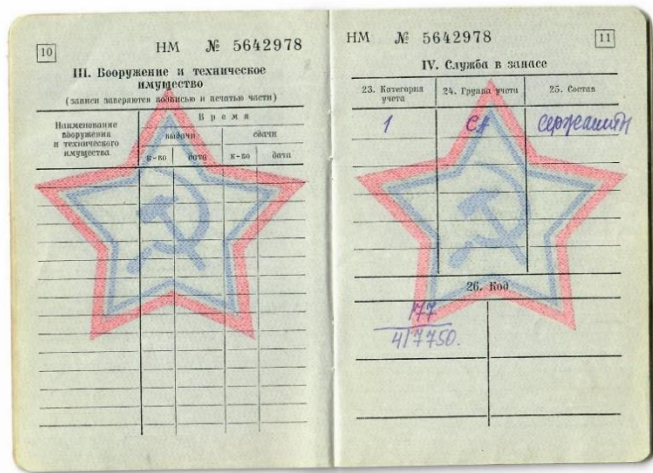 10
НМ № 5642978
III. Вооружение и техническое
имущество
(записи заверяются подписью и печатью части)
Наименование
вооружения
и технического
имущества
Время
выдачи
сдачи
к-во
дата
к-во
дата
НМ № 5642978
11
IV. Служба в запасе
23. Категория
учета
24. Группа учета
25. Состав
1
СА
сержанты
26. Код
177
417750.